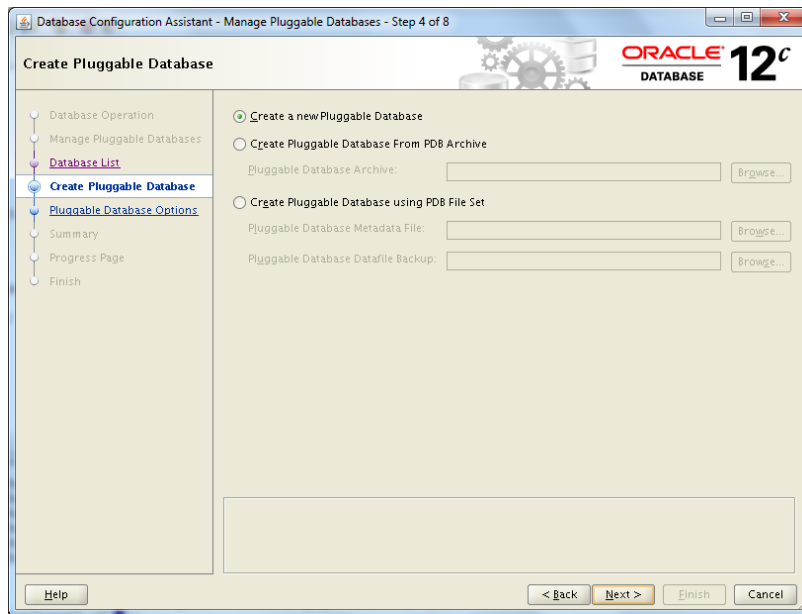 Database Configuration Assistant - Manage Pluggable Databases - Step 4 of 8
Create Pluggable Database
ORACLE
DATABASE
12c
Database Operation
Manage Pluggable Databases
Database List
Create Pluggable Database
Pluggable Database Options
Summary
Progress Page
Finish
Create a new Pluggable Database
Create Pluggable Database From PDB Archive
Pluggable Database Archive:
Browse...
Create Pluggable Database using PDB File Set
Pluggable Database Metadata File:
Browse...
Pluggable Database Datafile Backup:
Browse...
Help
< Back
Next >
Finish
Cancel